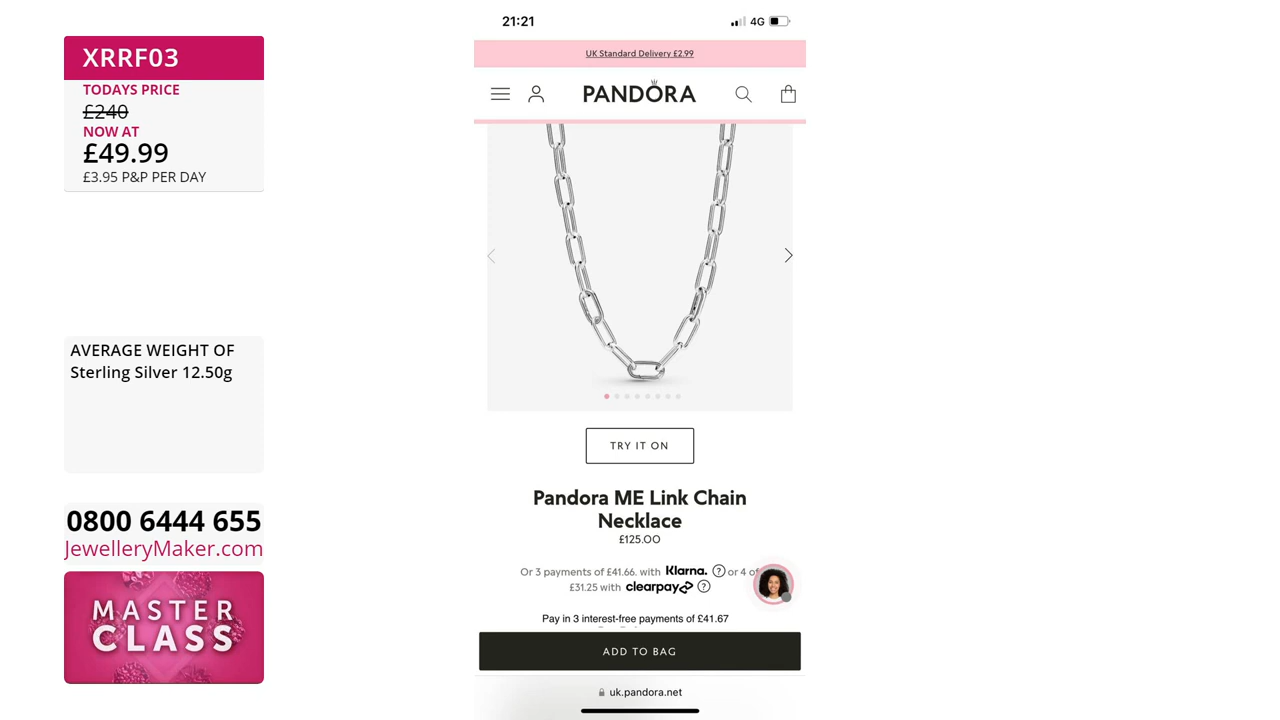 XRRF03
TODAYS PRICE
£240
NOW AT
£49.99
£3.95 P&P PER DAY
AVERAGE WEIGHT OF
Sterling Silver 12.50g
0800 6444 655
JewelleryMaker.com
MASTER
CLASS
21:21
4G
UK Standard Delivery £2.99
PANDORA
TRY IT ON
Pandora ME Link Chain
Necklace
£125.00
Or 3 payments of £41.66. with Klarna. ? or 4 of
£31.25 with clearpay ?
Pay in 3 interest-free payments of £41.67
ADD TO BAG
uk.pandora.net